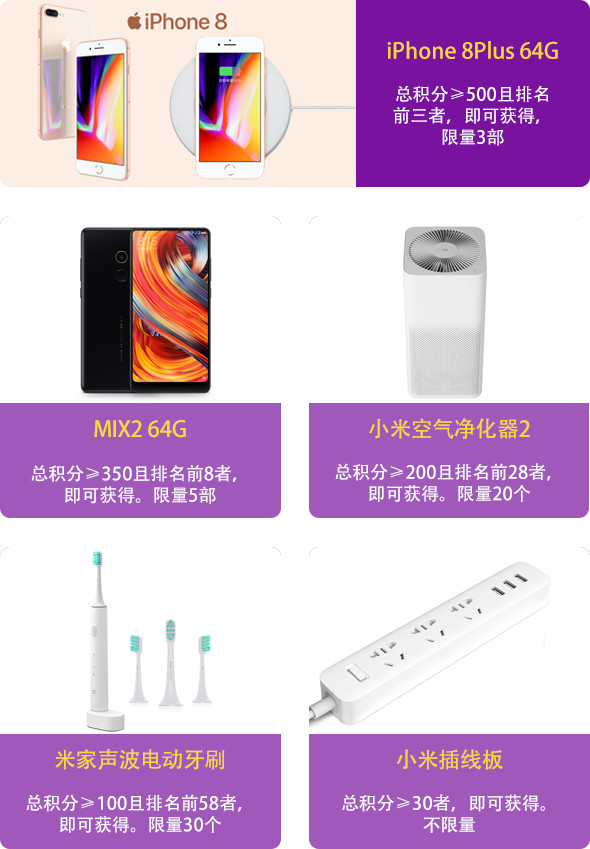 iPhone 8
iPhone 8Plus 64G
总积分≥500且排名
前三者，即可获得，
限量3部
MIX2 64G
总积分≥350且排名前8者，
即可获得。限量5部
小米空气净化器2
总积分≥200且排名前28者，
即可获得。限量20个
米家声波电动牙刷
总积分≥100且排名前58者，
即可获得。限量30个
小米插线板
总积分≥30者，即可获得。
不限量